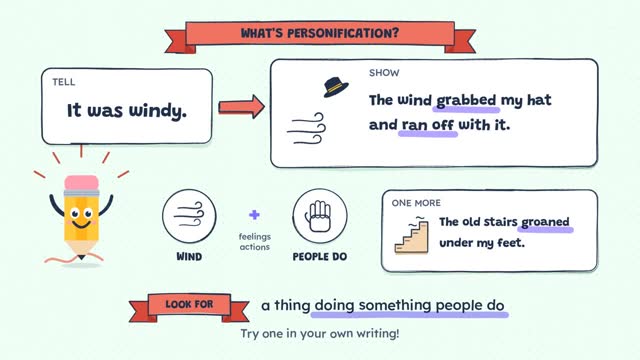 WHAT'S PERSONIFICATION?
TELL
It was windy.
SHOW
The wind grabbed my hat
and ran off with it.
WIND
+
feelings
actions
PEOPLE DO
ONE MORE
The old stairs groaned
under my feet.
LOOK FOR
a thing doing something people do
Try one in your own writing!